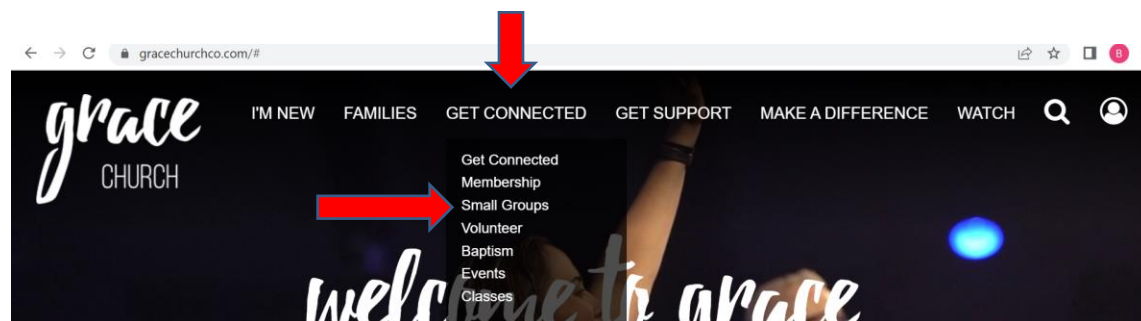 gracechurchco.com/#
B
grace
CHURCH
I'M NEW FAMILIES GET CONNECTED GET SUPPORT MAKE A DIFFERENCE WATCH
Get Connected
Membership
Small Groups
Volunteer
Baptism
Events
Classes
welcome to grace